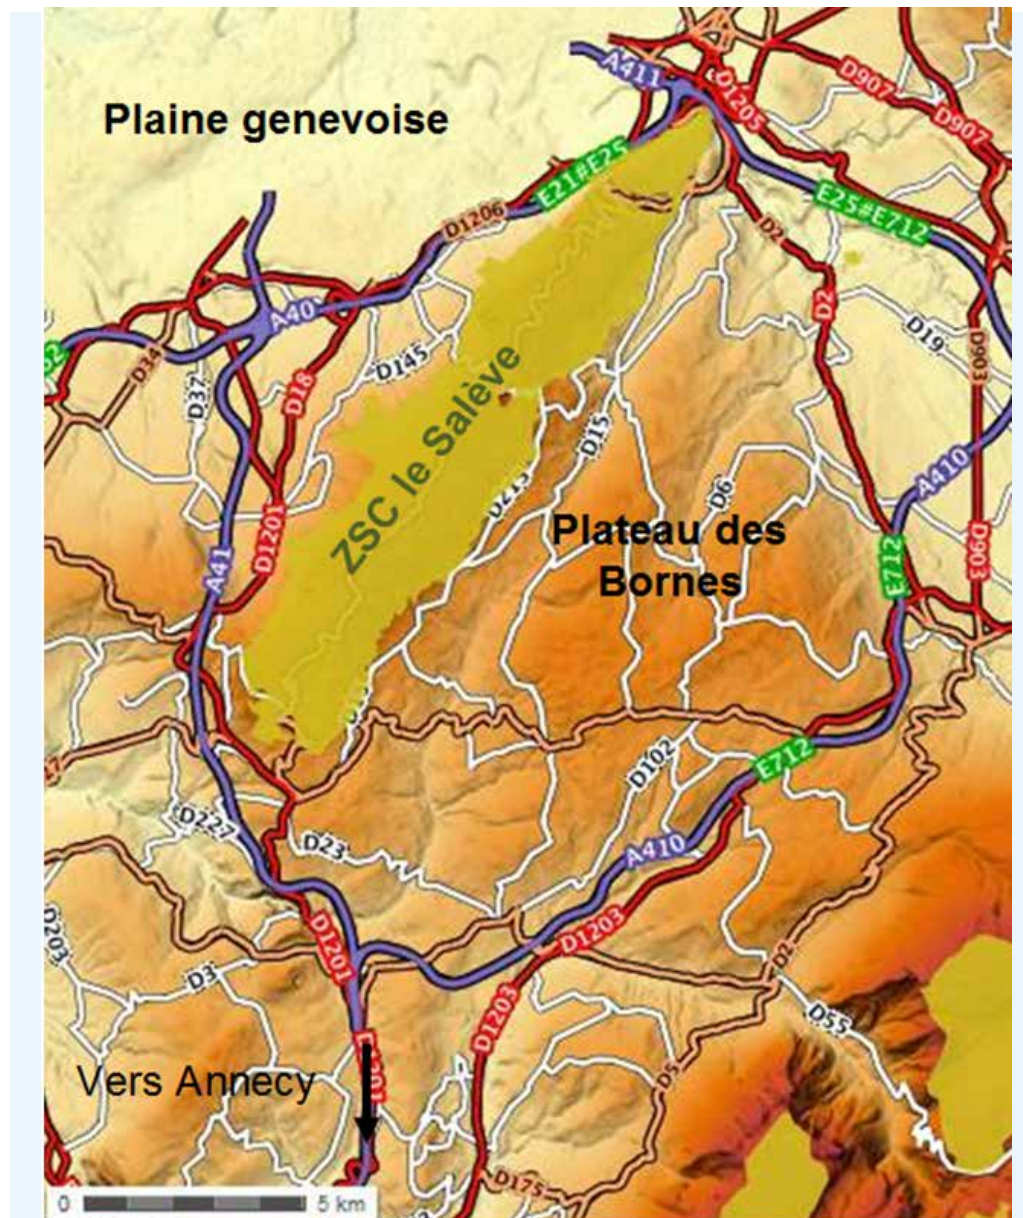 A411
D907
D1205
D907
Plaine genevoise
E21#E25
E25#E712
D1206
D2
A40
D2
D19
D34
D145
D903
D37
D18
ZSC le Salève
D15
A410
D213
D6
D1201
Plateau des
Bornes
D903
A41
E712
E712
D102
D227
D23
A410
D203
D1201
D1203
D3
D2
D1203
D55
Vers Annecy
D5
D175
0 5 km